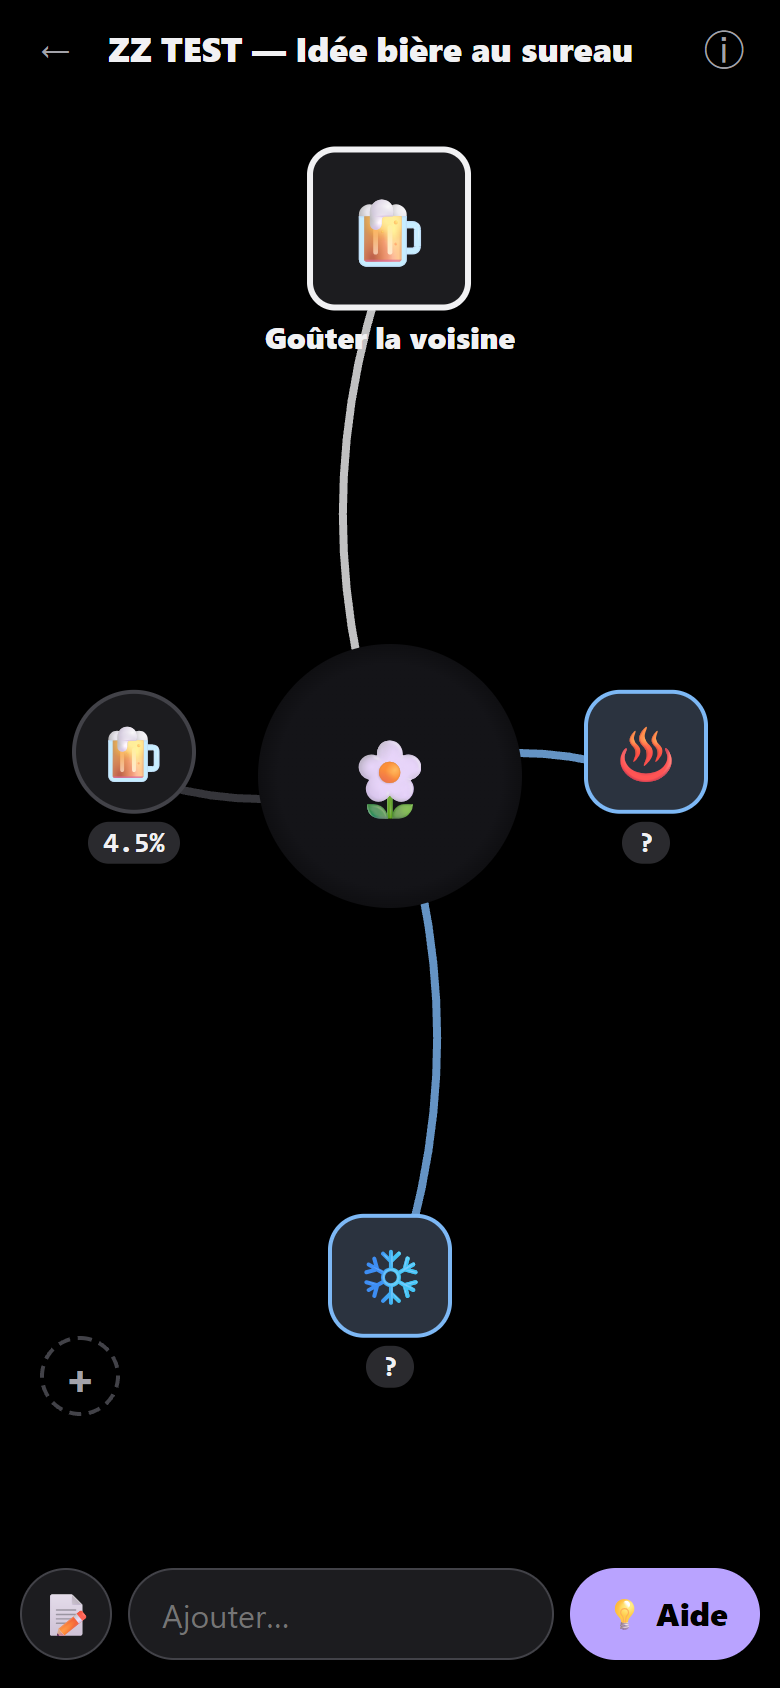 ← ZZ TEST — Idée bière au sureau ⓘ
Goûter la voisine
4.5%
?
?
+
Ajouter...
Aide